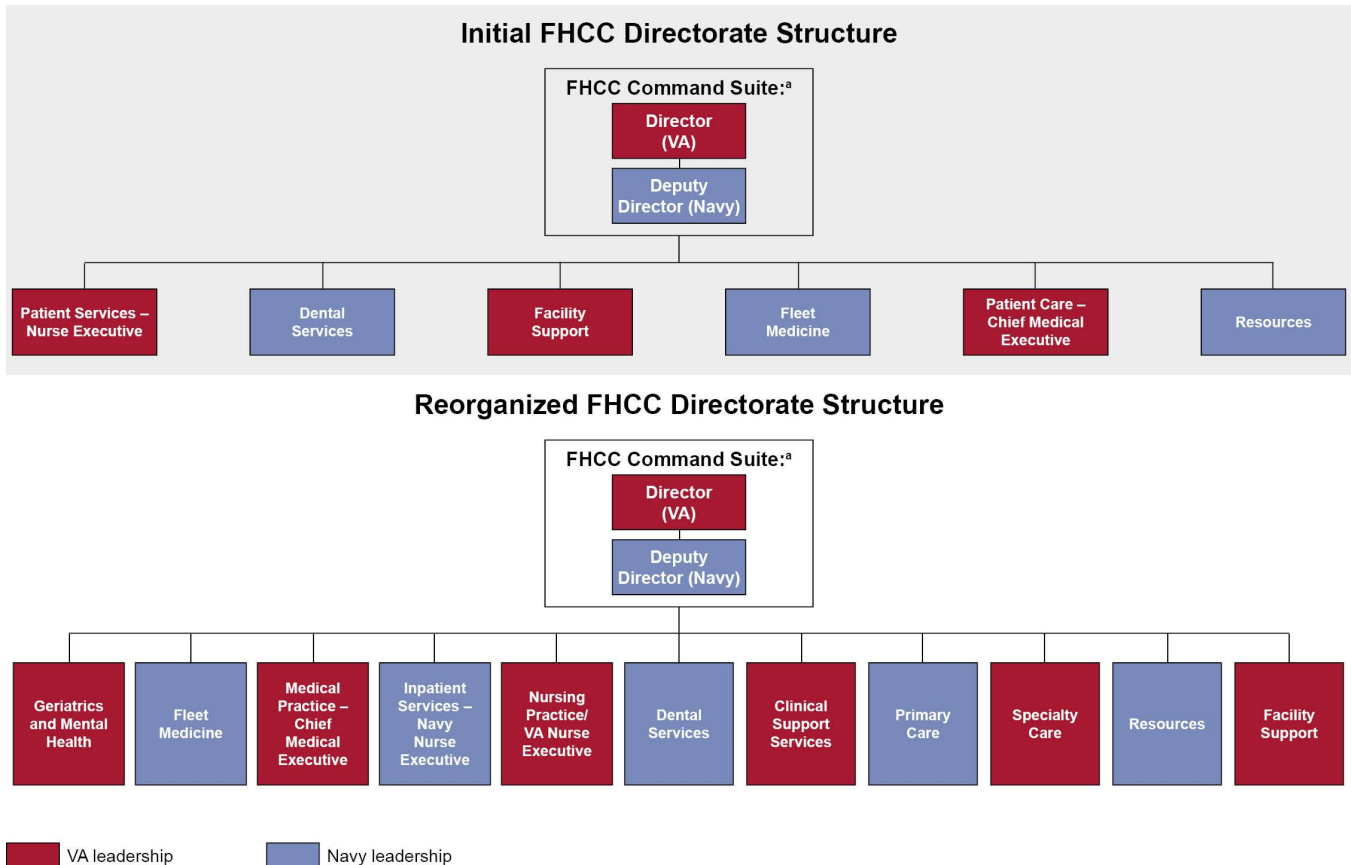 Initial FHCC Directorate Structure
FHCC Command Suite:ᵃ
Director
(VA)
Deputy
Director (Navy)
Patient Services –
Nurse Executive
Dental
Services
Facility
Support
Fleet
Medicine
Patient Care –
Chief Medical
Executive
Resources
Reorganized FHCC Directorate Structure
FHCC Command Suite:ᵃ
Director
(VA)
Deputy
Director (Navy)
Geriatrics
and Mental
Health
Fleet
Medicine
Medical
Practice –
Chief
Medical
Executive
Inpatient
Services –
Navy
Nurse
Executive
Nursing
Practice/
VA Nurse
Executive
Dental
Services
Clinical
Support
Services
Primary
Care
Specialty
Care
Resources
Facility
Support
VA leadership
Navy leadership